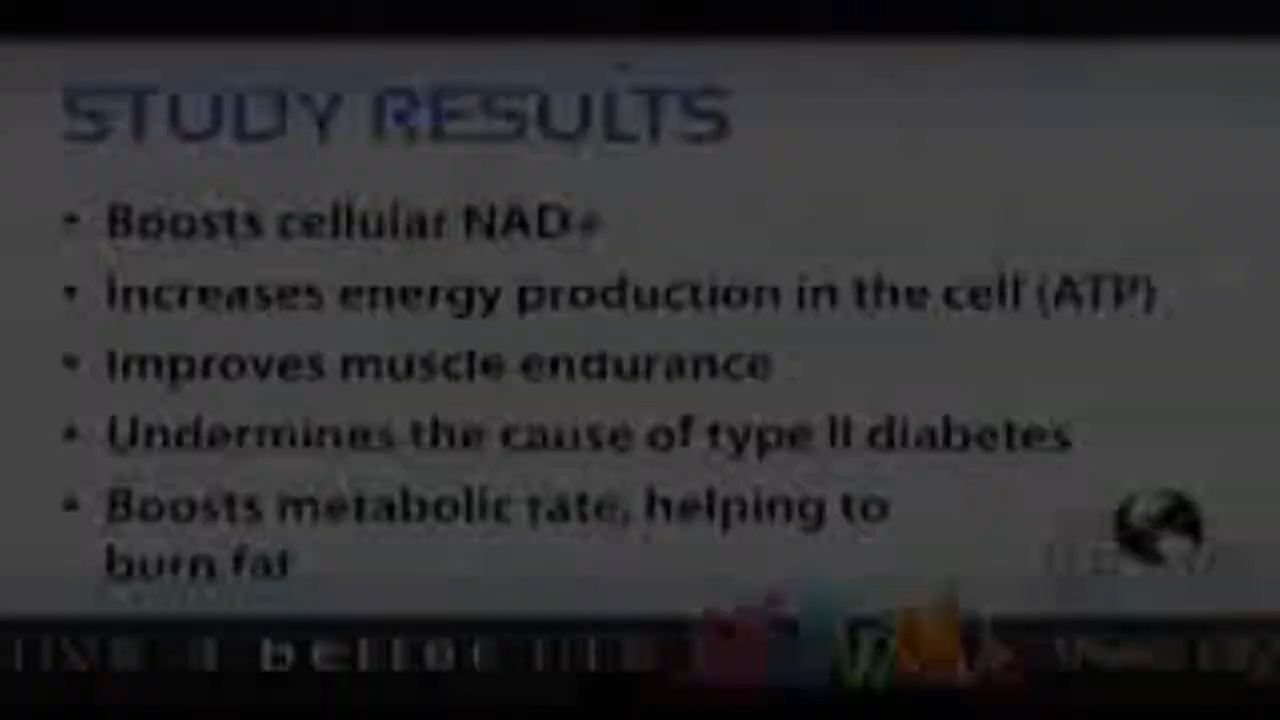 STUDY RESULTS
• Boosts cellular NAD+
• Increases energy production in the cell (ATP)
• Improves muscle endurance
• Undermines the cause of type II diabetes
• Boosts metabolic rate, helping to
burn fat